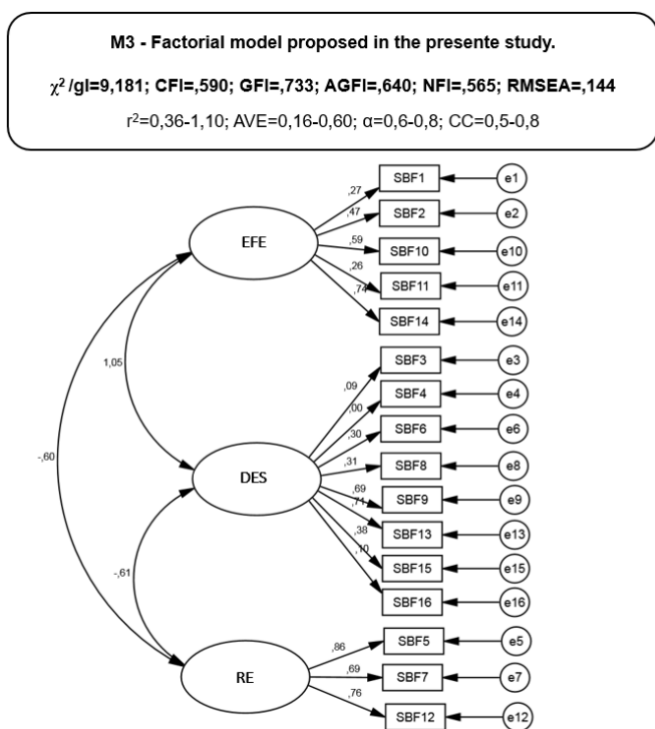 M3 - Factorial model proposed in the presente study.
χ² /gl=9,181; CFI=,590; GFI=,733; AGFI=,640; NFI=,565; RMSEA=,144
r²=0,36-1,10; AVE=0,16-0,60; α=0,6-0,8; CC=0,5-0,8
,27 SBF1 e1
,47 SBF2 e2
EFE ,59 SBF10 e10
,26 SBF11 e11
,74 SBF14 e14
1,05
,09 SBF3 e3
,00 SBF4 e4
,30 SBF6 e6
-,60
DES ,31 SBF8 e8
,69 SBF9 e9
,71 SBF13 e13
,38 SBF15 e15
,10 SBF16 e16
-,61
,86 SBF5 e5
RE ,69 SBF7 e7
,76 SBF12 e12